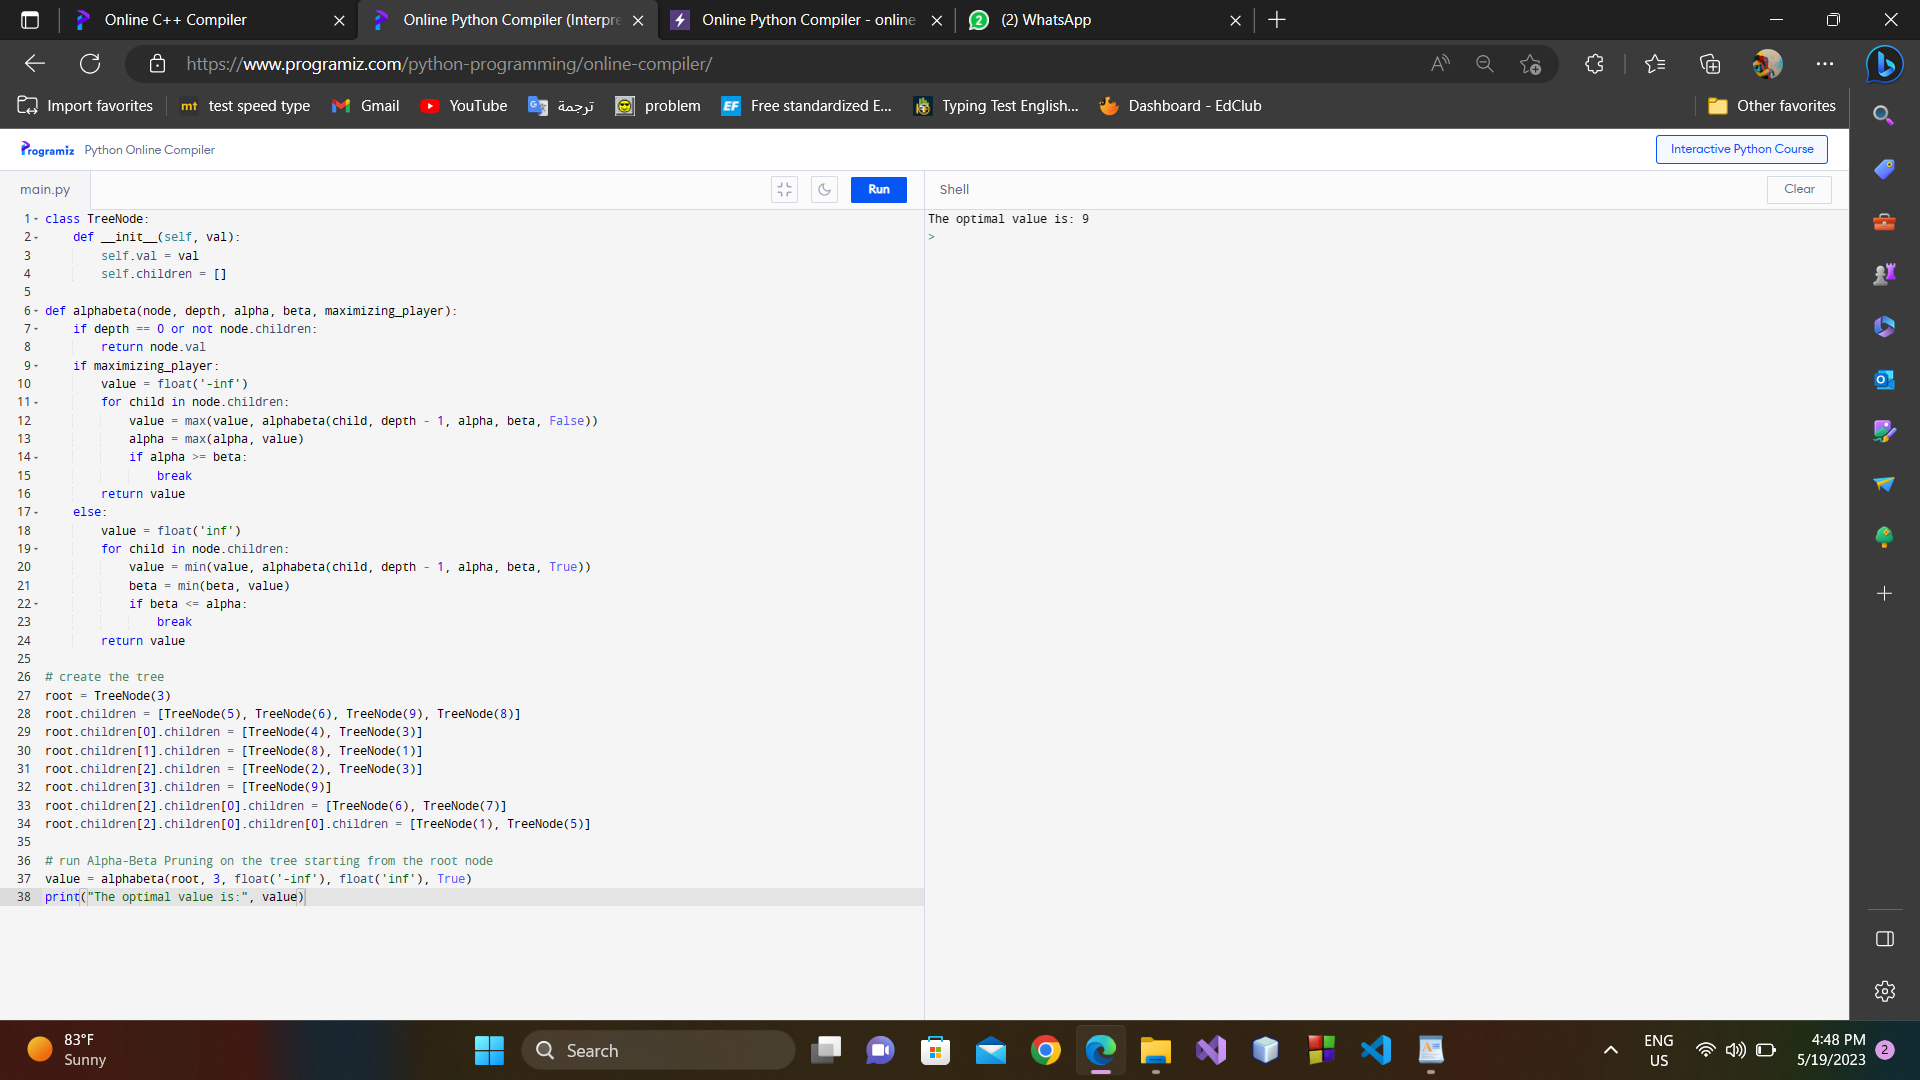 Online C++ Compiler
Online Python Compiler (Interpre
Online Python Compiler - online
(2) WhatsApp
https://www.programiz.com/python-programming/online-compiler/
Import favorites
mt test speed type
Gmail
YouTube
ترجمة
problem
EF Free standardized E...
Typing Test English...
Dashboard - EdClub
Other favorites
Programiz Python Online Compiler
Interactive Python Course
main.py
Run
Shell
Clear
1 class TreeNode:
2     def __init__(self, val):
3         self.val = val
4         self.children = []
5
6 def alphabeta(node, depth, alpha, beta, maximizing_player):
7     if depth == 0 or not node.children:
8         return node.val
9     if maximizing_player:
10         value = float('-inf')
11         for child in node.children:
12             value = max(value, alphabeta(child, depth - 1, alpha, beta, False))
13             alpha = max(alpha, value)
14             if alpha >= beta:
15                 break
16         return value
17     else:
18         value = float('inf')
19         for child in node.children:
20             value = min(value, alphabeta(child, depth - 1, alpha, beta, True))
21             beta = min(beta, value)
22             if beta <= alpha:
23                 break
24         return value
25
26 # create the tree
27 root = TreeNode(3)
28 root.children = [TreeNode(5), TreeNode(6), TreeNode(9), TreeNode(8)]
29 root.children[0].children = [TreeNode(4), TreeNode(3)]
30 root.children[1].children = [TreeNode(8), TreeNode(1)]
31 root.children[2].children = [TreeNode(2), TreeNode(3)]
32 root.children[3].children = [TreeNode(9)]
33 root.children[2].children[0].children = [TreeNode(6), TreeNode(7)]
34 root.children[2].children[0].children[0].children = [TreeNode(1), TreeNode(5)]
35
36 # run Alpha-Beta Pruning on the tree starting from the root node
37 value = alphabeta(root, 3, float('-inf'), float('inf'), True)
38 print("The optimal value is:", value)
The optimal value is: 9
>
83°F
Sunny
Search
ENG
US
4:48 PM
5/19/2023
2